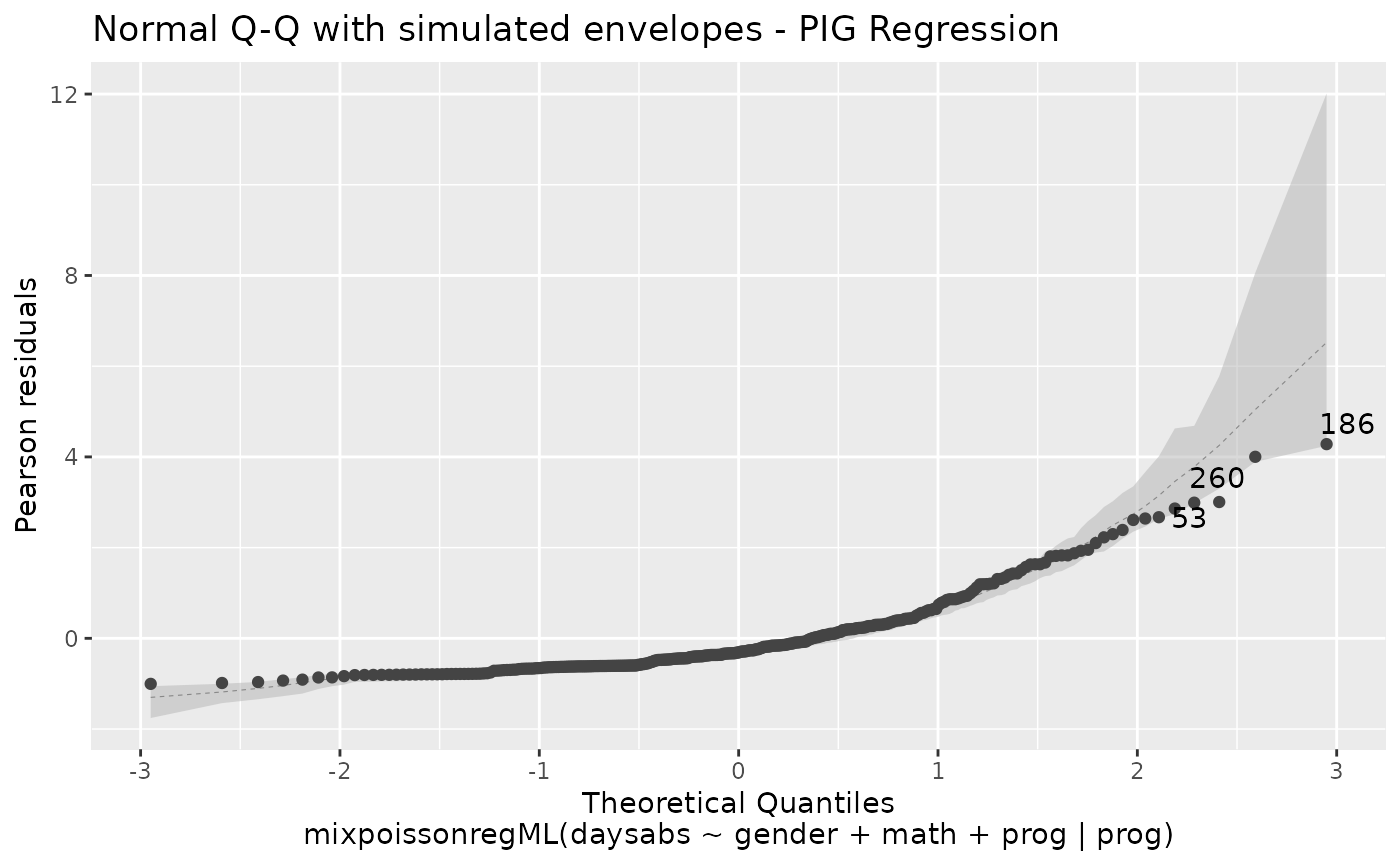 Normal Q-Q with simulated envelopes - PIG Regression
12
8
4
0
Pearson residuals
186
260
53
-3 -2 -1 0 1 2 3
Theoretical Quantiles
mixpoissonregML(daysabs ~ gender + math + prog | prog)